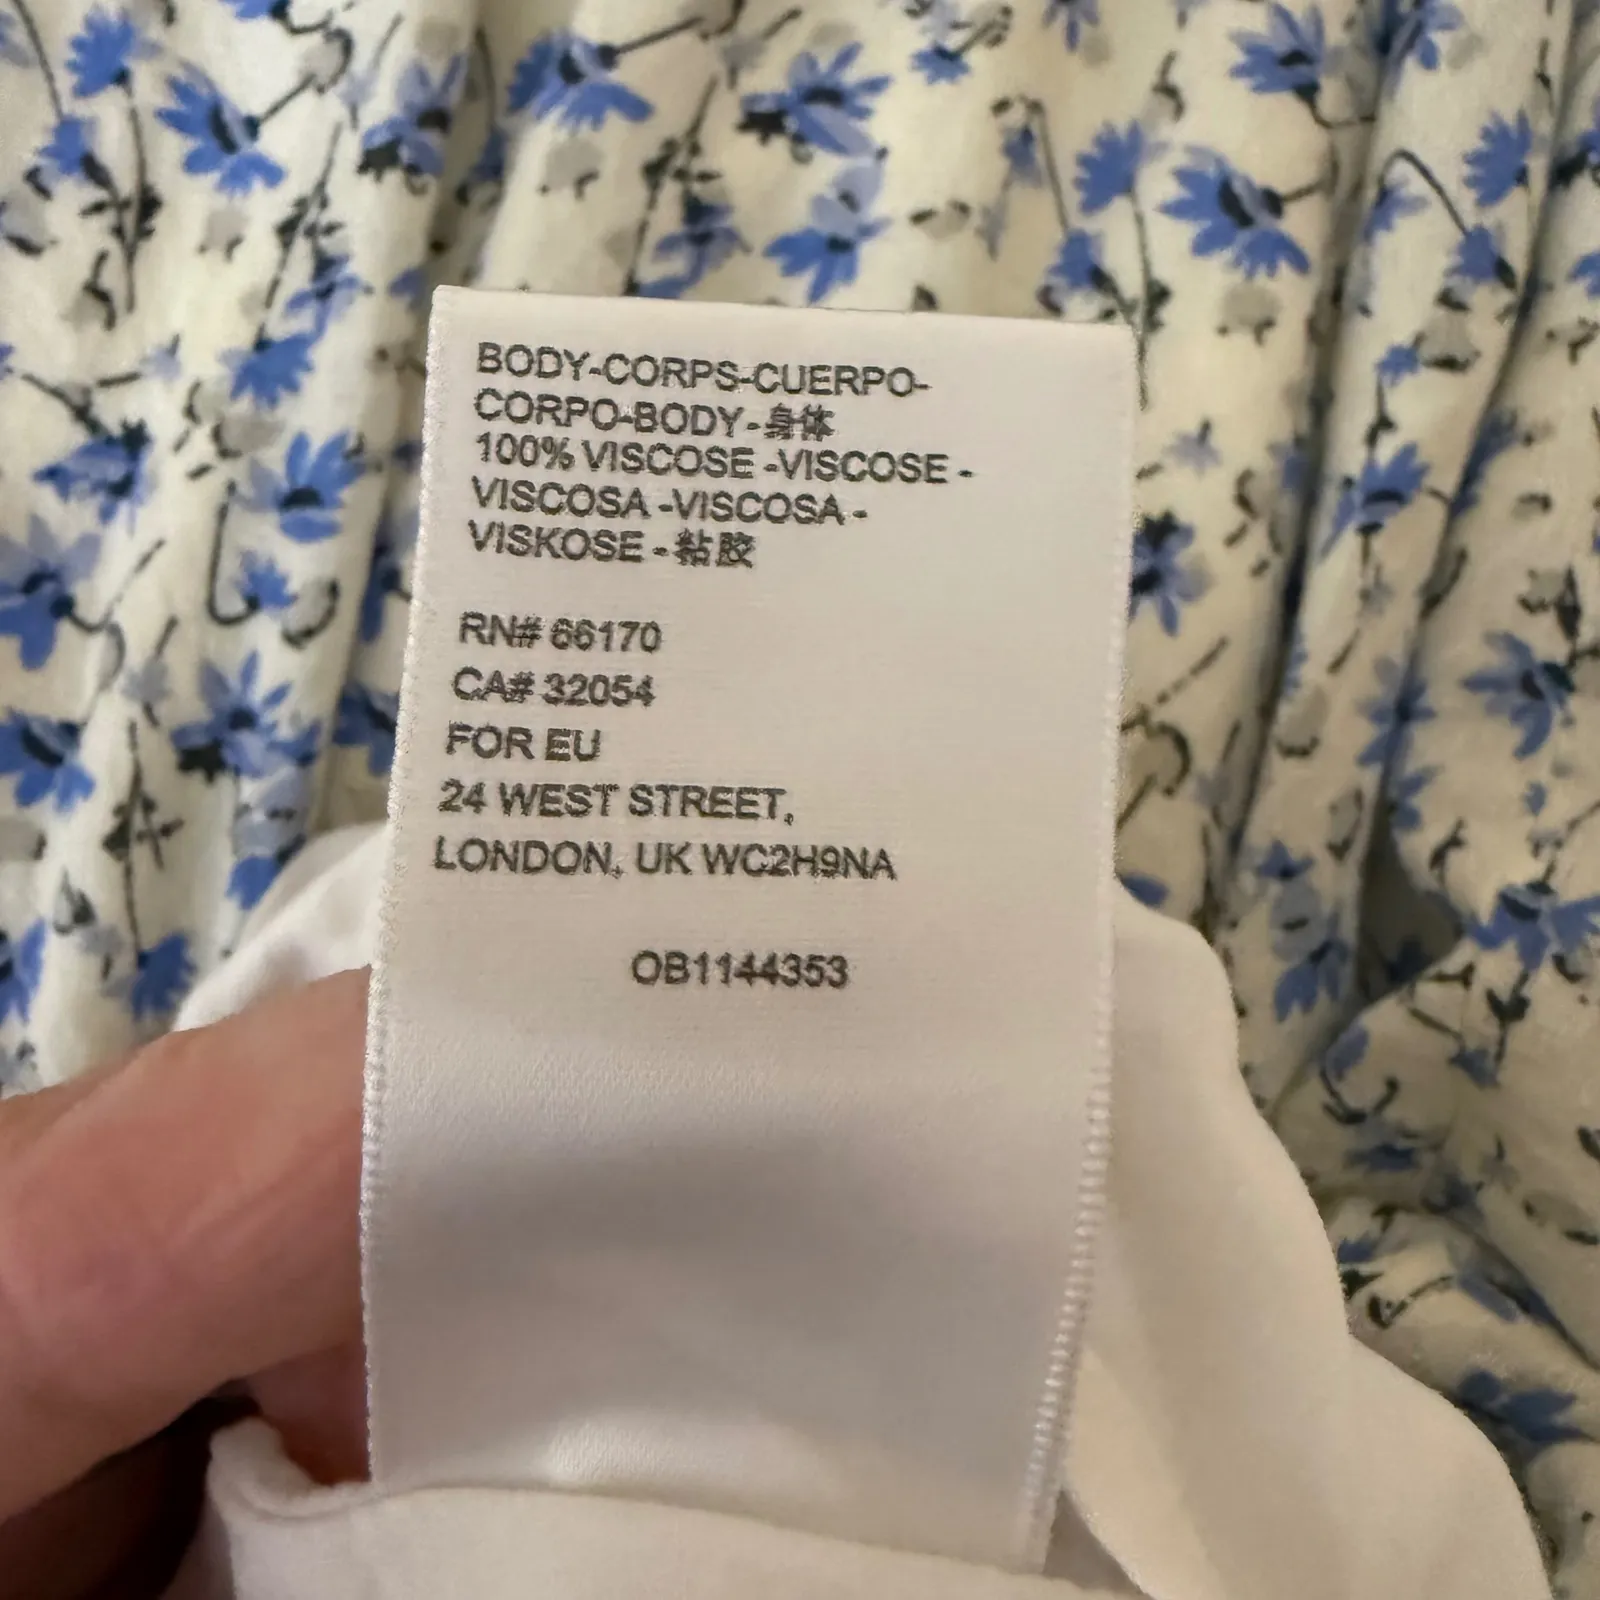 BODY-CORPS-CUERPO-
CORPO-BODY-身体
100% VISCOSE -VISCOSE -
VISCOSA -VISCOSA -
VISKOSE -粘胶
RN# 66170
CA# 32054
FOR EU
24 WEST STREET,
LONDON, UK WC2H9NA
OB1144353